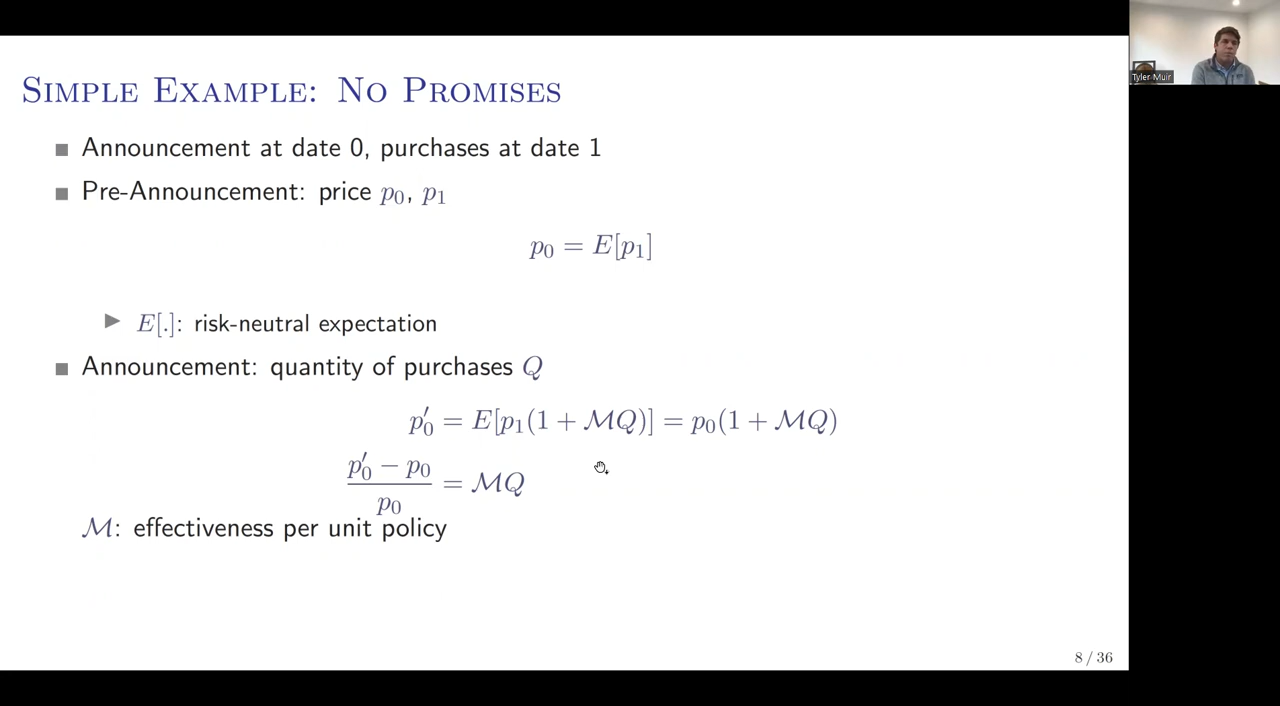 SIMPLE EXAMPLE: NO PROMISES
Announcement at date 0, purchases at date 1
Pre-Announcement: price p₀, p₁
p₀ = E[p₁]
E[.]: risk-neutral expectation
Announcement: quantity of purchases Q
p′₀ = E[p₁(1 + ℳQ)] = p₀(1 + ℳQ)
(p′₀ − p₀)/p₀ = ℳQ
ℳ: effectiveness per unit policy
8 / 36
Tyler Muir